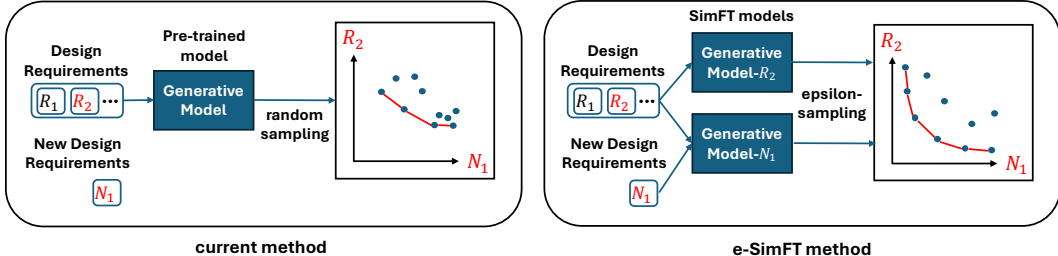 Pre-trained
model
Design
Requirements
R₁ R₂ ...
Generative
Model
random
sampling
New Design
Requirements
N₁
R₂
N₁
current method
SimFT models
Design
Requirements
R₁ R₂ ...
Generative
Model-R₂
epsilon-
sampling
Generative
Model-N₁
New Design
Requirements
N₁
R₂
N₁
e-SimFT method